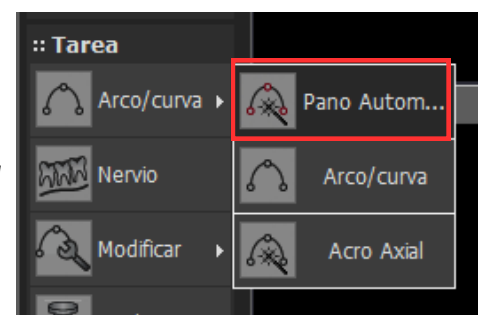 :: Tarea
Arco/curva
Pano Autom...
Nervio
Arco/curva
Modificar
Acro Axial